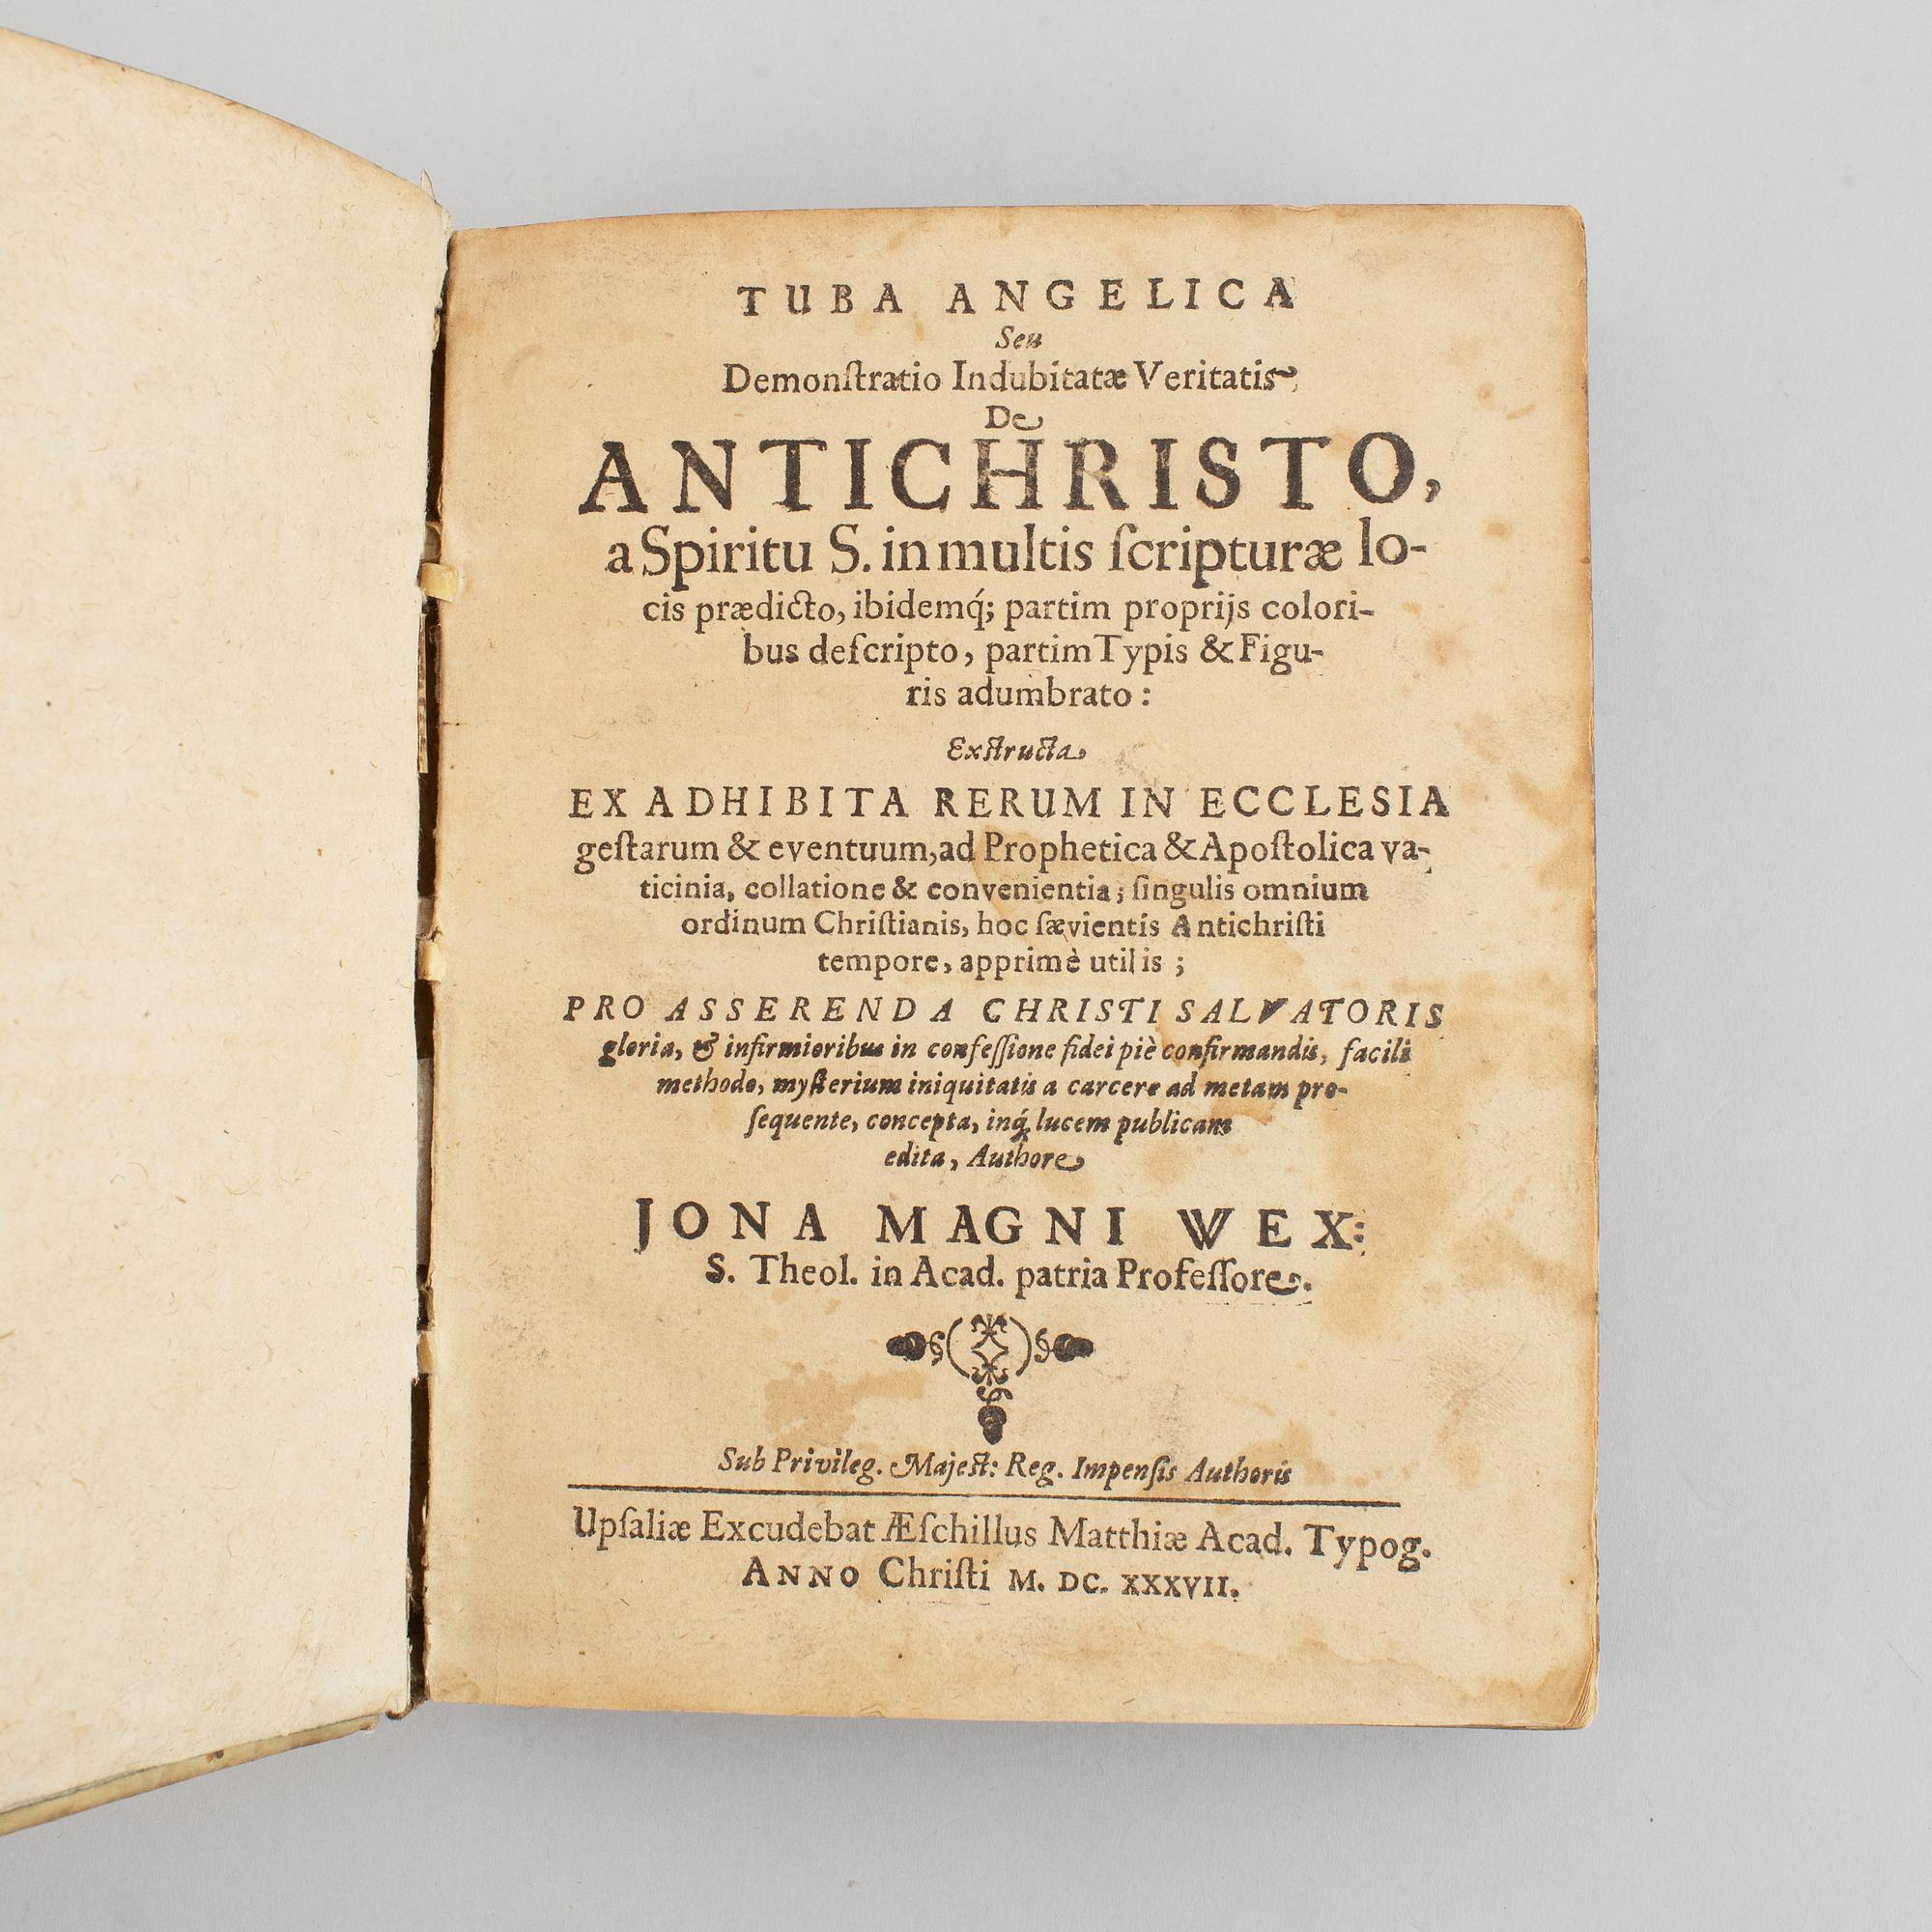 TUBA ANGELICA
Seu
Demonſtratio Indubitatæ Veritatis,
De
ANTICHRISTO,
a Spiritu S. in multis ſcripturæ lo-
cis prædicto, ibidemq́; partim proprijs colori-
bus deſcripto, partim Typis & Figu-
ris adumbrato:
Exſtructa,
EX ADHIBITA RERUM IN ECCLESIA
geſtarum & eventuum, ad Prophetica & Apoſtolica va-
ticinia, collatione & convenientia; ſingulis omnium
ordinum Chriſtianis, hoc ſævientis Antichriſti
tempore, apprimè utilis;
PRO ASSERENDA CHRISTI SALVATORIS
gloria, & infirmioribus in confeſſione fidei piè confirmandis, facili
methodo, myſterium iniquitatis a carcere ad metam pro-
ſequente, concepta, inq́; lucem publicam
edita, Authore
JONA MAGNI WEX:
S. Theol. in Acad. patria Profeſſore.
Sub Privileg. Majeſt: Reg. Impenſis Authoris
Upſaliæ Excudebat Æſchillus Matthiæ Acad. Typog.
ANNO Chriſti M. DC. XXXVII.